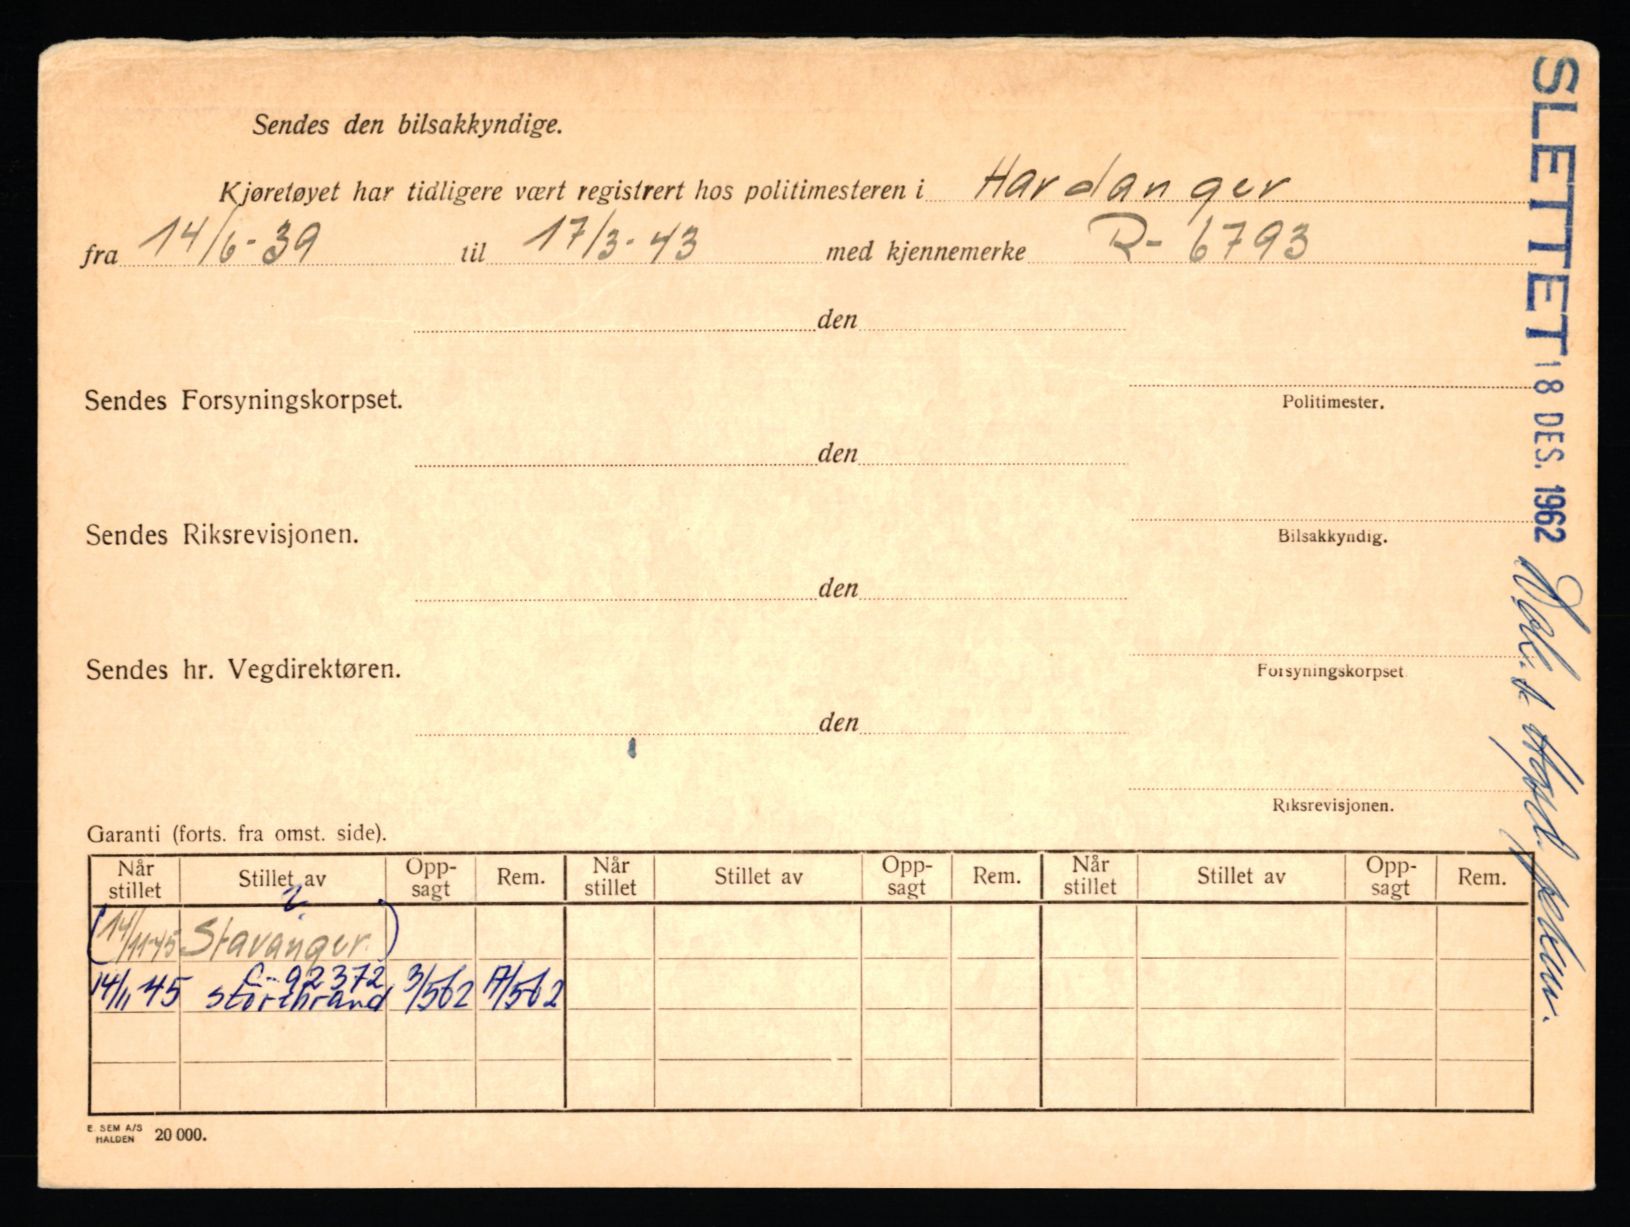 Sendes den bilsakkyndige.
Kjøretøyet har tidligere vært registrert hos politimesteren i Hardanger
fra 14/6-39 til 17/3-43 med kjennemerke R-6793
den
Sendes Forsyningskorpset.
Politimester.
den
Sendes Riksrevisjonen.
Bilsakkyndig.
den
Sendes hr. Vegdirektøren.
Forsyningskorpset
den
Riksrevisjonen.
Garanti (forts. fra omst. side).
Når stillet Stillet av Opp-sagt Rem. Når stillet Stillet av Opp-sagt Rem. Når stillet Stillet av Opp-sagt Rem.
(14/11-45 Stavanger.)
14/11 45 92372 Storebrand 3/5 62 17/5 62
E. SEM A/S
HALDEN 20 000.
SLETTET 18 DES. 1962